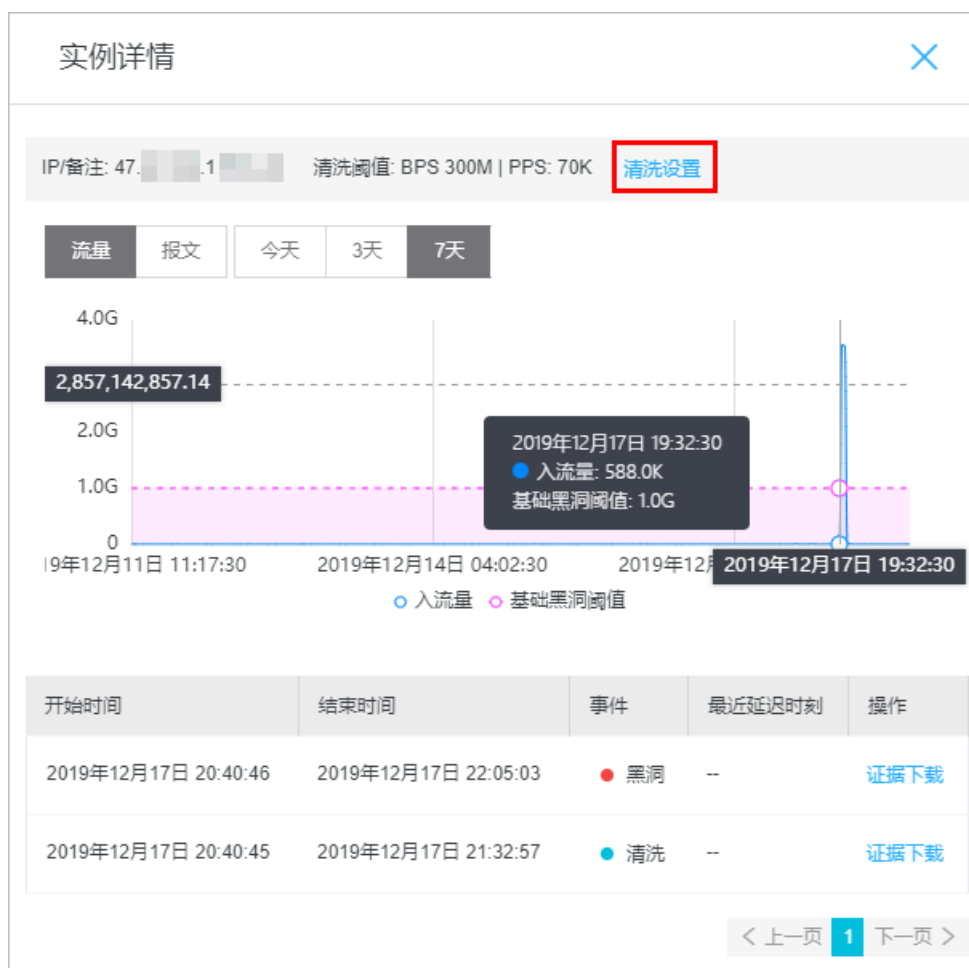 实例详情
IP/备注: 47. .1 清洗阈值: BPS 300M | PPS: 70K 清洗设置
流量 报文 今天 3天 7天
4.0G
2,857,142,857.14
2.0G
2019年12月17日 19:32:30
入流量: 588.0K
1.0G
基础黑洞阈值: 1.0G
0
19年12月11日 11:17:30 2019年12月14日 04:02:30 2019年12月 2019年12月17日 19:32:30
入流量 基础黑洞阈值
开始时间 结束时间 事件 最近延迟时刻 操作
2019年12月17日 20:40:46 2019年12月17日 22:05:03 黑洞 -- 证据下载
2019年12月17日 20:40:45 2019年12月17日 21:32:57 清洗 -- 证据下载
< 上一页 1 下一页 >